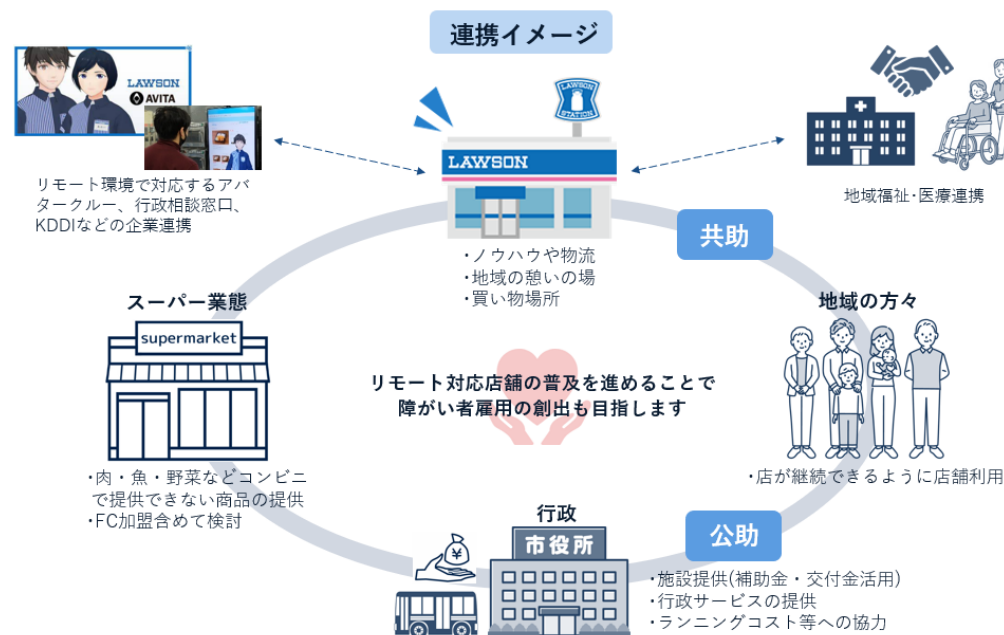 連携イメージ
LAWSON
AVITA
LAWSON
STATION
LAWSON
リモート環境で対応するアバ
タークルー、行政相談窓口、
KDDIなどの企業連携
地域福祉・医療連携
共助
・ノウハウや物流
・地域の憩いの場
・買い物場所
スーパー業態
supermarket
地域の方々
リモート対応店舗の普及を進めることで
障がい者雇用の創出も目指します
・肉・魚・野菜などコンビニ
で提供できない商品の提供
・FC加盟含めて検討
・店が継続できるように店舗利用
行政
市役所
¥
公助
・施設提供(補助金・交付金活用)
・行政サービスの提供
・ランニングコスト等への協力